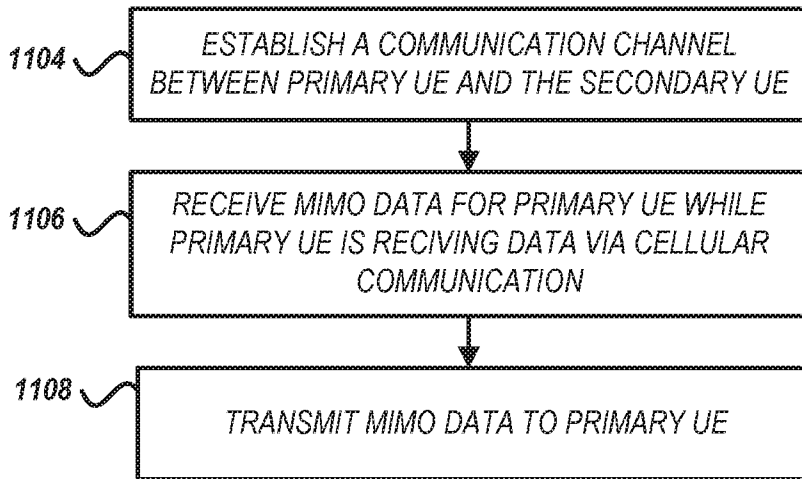 1104
ESTABLISH A COMMUNICATION CHANNEL
BETWEEN PRIMARY UE AND THE SECONDARY UE
1106
RECEIVE MIMO DATA FOR PRIMARY UE WHILE
PRIMARY UE IS RECIVING DATA VIA CELLULAR
COMMUNICATION
1108
TRANSMIT MIMO DATA TO PRIMARY UE